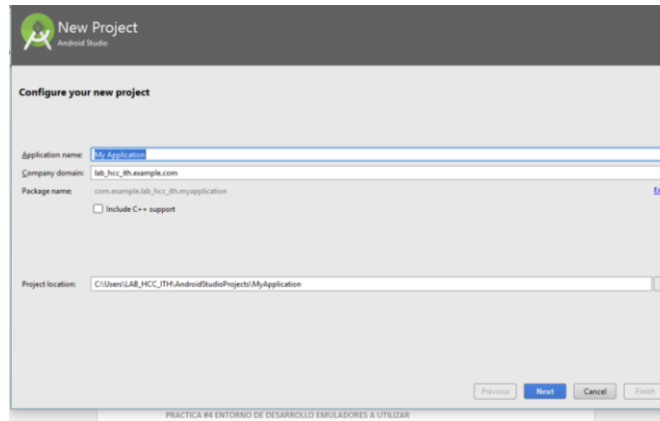 New Project
Android Studio
Configure your new project
Application name: My Application
Company domain: lab_hcc_ith.example.com
Package name: com.example.lab_hcc_ith.myapplication
Include C++ support
Project location: C:\Users\LAB_HCC_ITH\AndroidStudioProjects\MyApplication
Previous Next Cancel Finish
PRACTICA #4 ENTORNO DE DESARROLLO EMULADORES A UTILIZAR